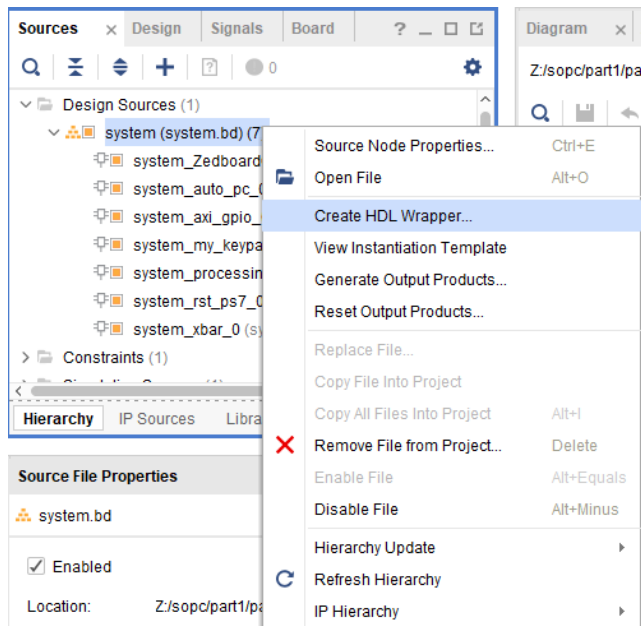 Sources × Design Signals Board ?
0
Design Sources (1)
system (system.bd) (7
system_Zedboard
system_auto_pc_0
system_axi_gpio_
system_my_keypa
system_processin
system_rst_ps7_0
system_xbar_0 (sy
Constraints (1)
Hierarchy IP Sources Libra
Source File Properties
system.bd
Enabled
Location: Z:/sopc/part1/pa
Source Node Properties... Ctrl+E
Open File Alt+O
Create HDL Wrapper...
View Instantiation Template
Generate Output Products...
Reset Output Products...
Replace File...
Copy File Into Project
Copy All Files Into Project Alt+I
Remove File from Project... Delete
Enable File Alt+Equals
Disable File Alt+Minus
Hierarchy Update
Refresh Hierarchy
IP Hierarchy
Diagram ×
Z:/sopc/part1/pa